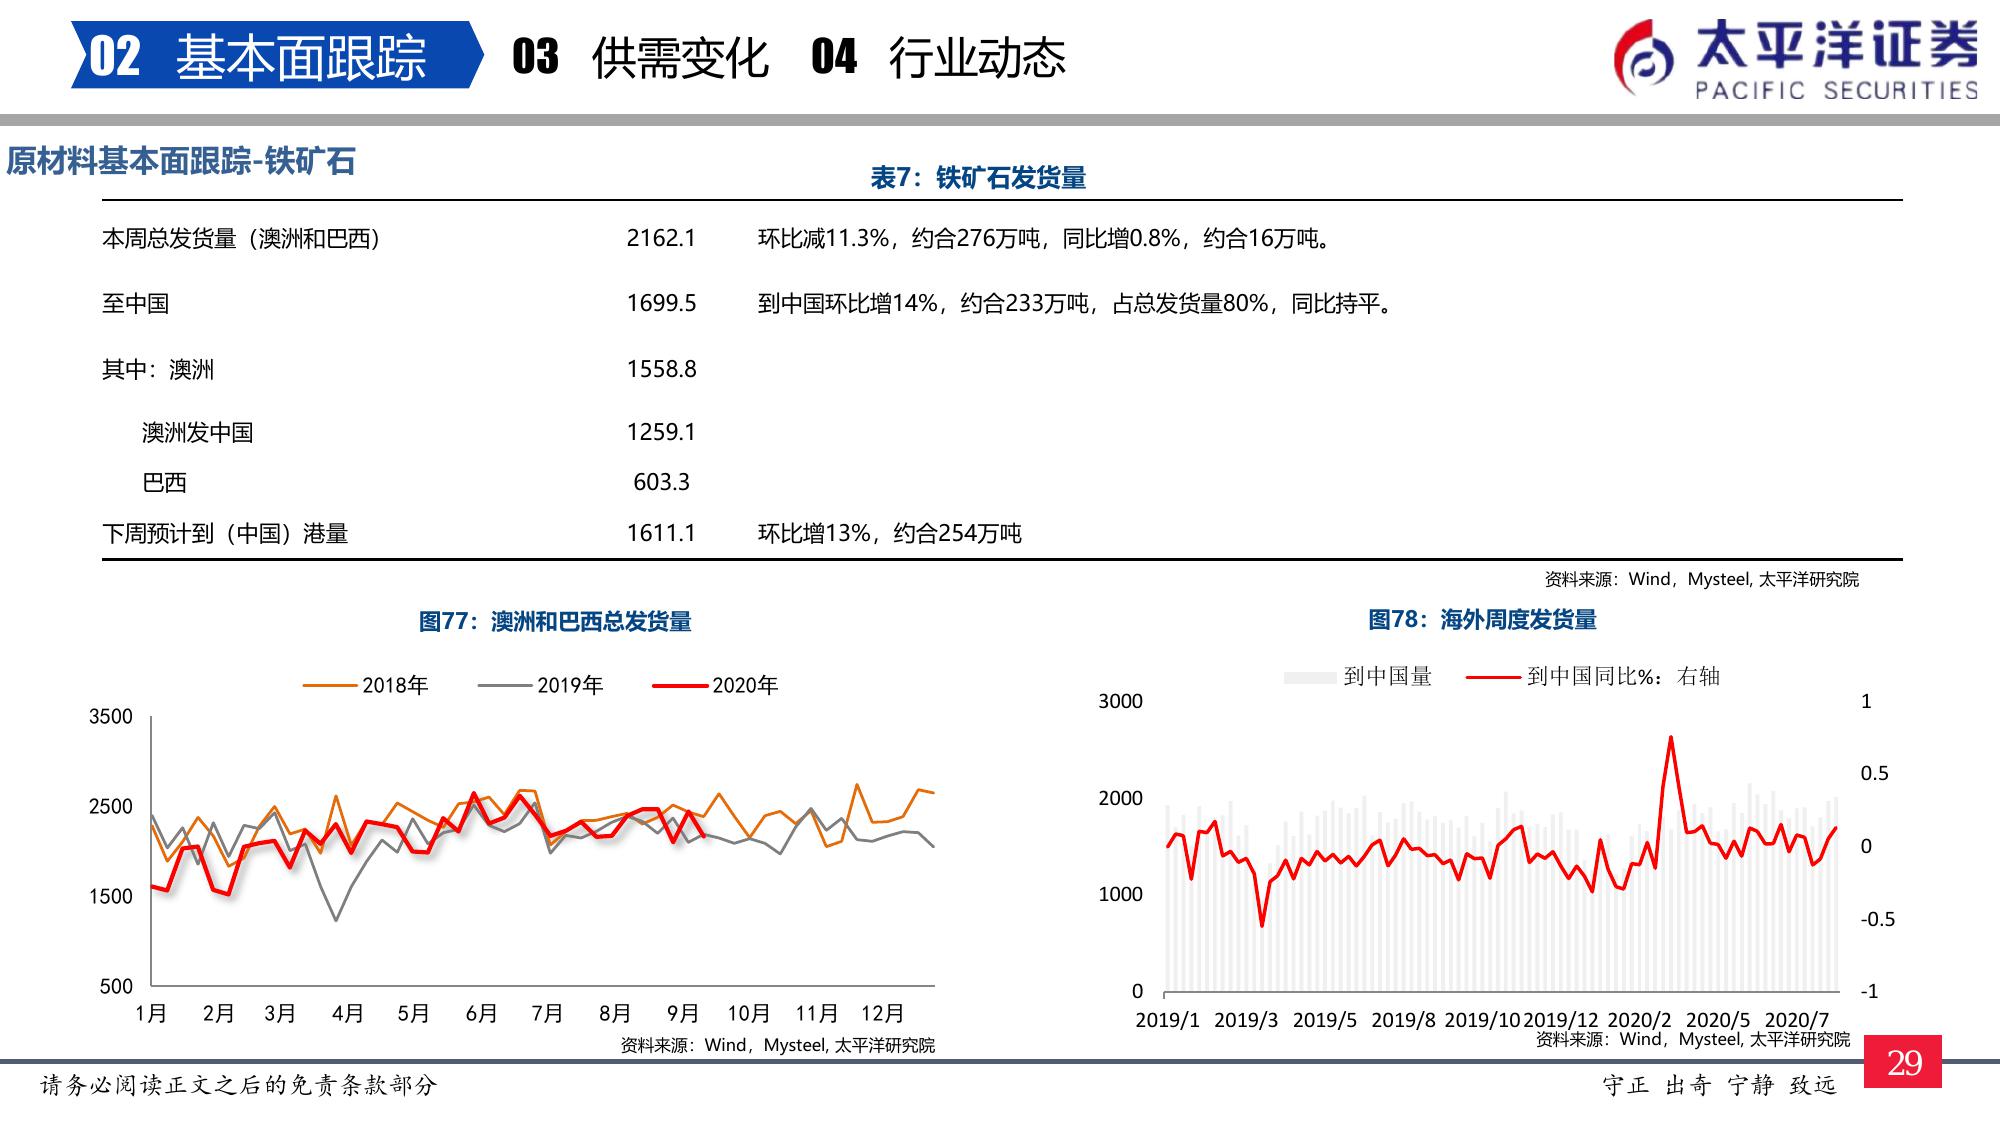 02 基本面跟踪 03 供需变化 04 行业动态
太平洋证券
PACIFIC SECURITIES
原材料基本面跟踪-铁矿石
表7：铁矿石发货量
本周总发货量（澳洲和巴西） 2162.1 环比减11.3%，约合276万吨，同比增0.8%，约合16万吨。
至中国 1699.5 到中国环比增14%，约合233万吨，占总发货量80%，同比持平。
其中：澳洲 1558.8
澳洲发中国 1259.1
巴西 603.3
下周预计到（中国）港量 1611.1 环比增13%，约合254万吨
资料来源：Wind，Mysteel, 太平洋研究院
图77：澳洲和巴西总发货量
2018年 2019年 2020年
3500
2500
1500
500
1月 2月 3月 4月 5月 6月 7月 8月 9月 10月 11月 12月
资料来源：Wind，Mysteel, 太平洋研究院
图78：海外周度发货量
到中国量 到中国同比%：右轴
3000
2000
1000
0
1
0.5
0
-0.5
-1
2019/1 2019/3 2019/5 2019/8 2019/10 2019/12 2020/2 2020/5 2020/7
资料来源：Wind，Mysteel, 太平洋研究院
29
请务必阅读正文之后的免责条款部分
守正 出奇 宁静 致远